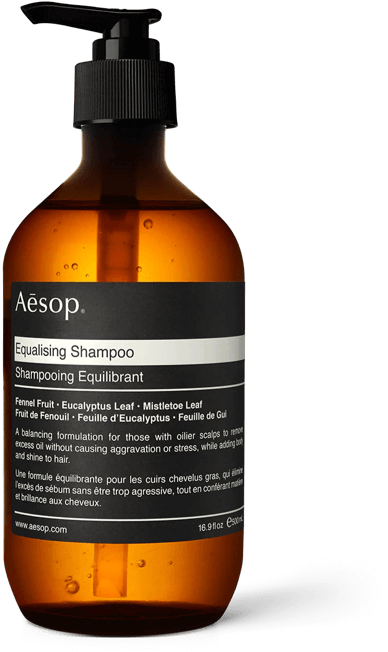 Aēsop®
Equalising Shampoo
Shampooing Equilibrant
Fennel Fruit · Eucalyptus Leaf · Mistletoe Leaf
Fruit de Fenouil · Feuille d'Eucalyptus · Feuille de Gui
A balancing formulation for those with oilier scalps to remove
excess oil without causing aggravation or stress, while adding body
and shine to hair.
Une formule équilibrante pour les cuirs chevelus gras, qui élimine
l'excès de sébum sans être trop agressive, tout en conférant matière
et brillance aux cheveux.
www.aesop.com 16.9 fl oz ℮500mL